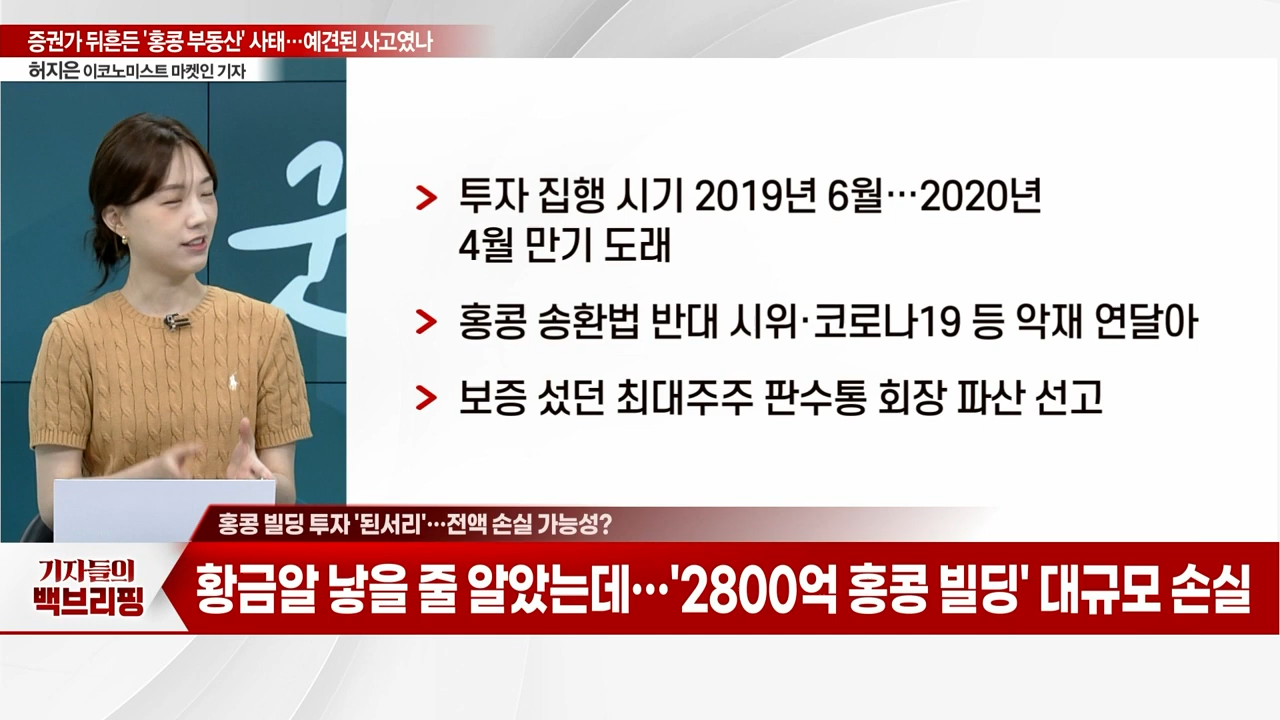 증권가 뒤흔든 '홍콩 부동산' 사태…예견된 사고였나
허지은 이코노미스트 마켓인 기자
투자 집행 시기 2019년 6월…2020년
4월 만기 도래
홍콩 송환법 반대 시위·코로나19 등 악재 연달아
보증 섰던 최대주주 판수통 회장 파산 선고
홍콩 빌딩 투자 '된서리'…전액 손실 가능성?
기자들의
백브리핑
황금알 낳을 줄 알았는데…'2800억 홍콩 빌딩' 대규모 손실